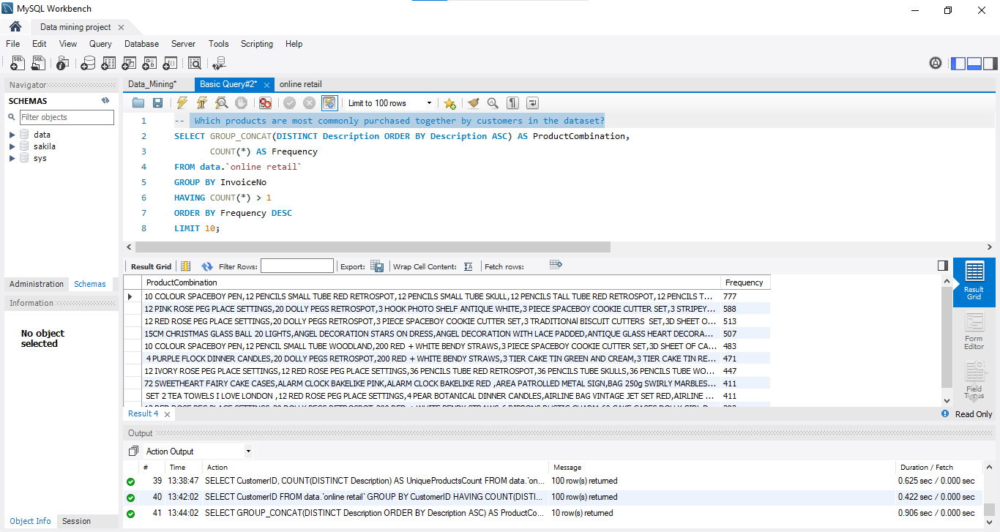 MySQL Workbench
Data mining project
File Edit View Query Database Server Tools Scripting Help
Navigator
SCHEMAS
Filter objects
data
sakila
sys
Administration Schemas
Information
No object
selected
Object Info Session
Data_Mining* Basic Query#2* online retail
Limit to 100 rows
1 -- Which products are most commonly purchased together by customers in the dataset?
2 SELECT GROUP_CONCAT(DISTINCT Description ORDER BY Description ASC) AS ProductCombination,
3 COUNT(*) AS Frequency
4 FROM data.`online retail`
5 GROUP BY InvoiceNo
6 HAVING COUNT(*) > 1
7 ORDER BY Frequency DESC
8 LIMIT 10;
Result Grid Filter Rows: Export: Wrap Cell Content: Fetch rows:
ProductCombination Frequency
10 COLOUR SPACEBOY PEN,12 PENCILS SMALL TUBE RED RETROSPOT,12 PENCILS SMALL TUBE SKULL,12 PENCILS TALL TUBE RED RETROSPOT,12 PENCILS T... 777
12 PINK ROSE PEG PLACE SETTINGS,20 DOLLY PEGS RETROSPOT,3 HOOK PHOTO SHELF ANTIQUE WHITE,3 PIECE SPACEBOY COOKIE CUTTER SET,3 STRIPEY... 588
12 RED ROSE PEG PLACE SETTINGS,20 DOLLY PEGS RETROSPOT,3 PIECE SPACEBOY COOKIE CUTTER SET,3 TRADITIONAl BISCUIT CUTTERS SET,3D SHEET O... 513
15CM CHRISTMAS GLASS BALL 20 LIGHTS,ANGEL DECORATION STARS ON DRESS,ANGEL DECORATION WITH LACE PADDED,ANTIQUE GLASS HEART DECORA... 507
10 COLOUR SPACEBOY PEN,12 PENCIL SMALL TUBE WOODLAND,200 RED + WHITE BENDY STRAWS,3 PIECE SPACEBOY COOKIE CUTTER SET,3D SHEET OF CA... 483
4 PURPLE FLOCK DINNER CANDLES,20 DOLLY PEGS RETROSPOT,200 RED + WHITE BENDY STRAWS,3 TIER CAKE TIN GREEN AND CREAM,3 TIER CAKE TIN RE... 471
12 IVORY ROSE PEG PLACE SETTINGS,12 RED ROSE PEG PLACE SETTINGS,36 PENCILS TUBE RED RETROSPOT,36 PENCILS TUBE SKULLS,36 PENCILS TUBE WO... 447
72 SWEETHEART FAIRY CAKE CASES,ALARM CLOCK BAKELIKE PINK,ALARM CLOCK BAKELIKE RED ,AREA PATROLLED METAL SIGN,BAG 250g SWIRLY MARBLES... 411
SET 2 TEA TOWELS I LOVE LONDON ,12 RED ROSE PEG PLACE SETTINGS,4 PEAR BOTANICAL DINNER CANDLES,AIRLINE BAG VINTAGE JET SET RED,AIRLINE ... 411
Result
Grid
Form
Editor
Field
Types
Result 4
Read Only
Output
Action Output
# Time Action Message Duration / Fetch
39 13:38:47 SELECT CustomerID, COUNT(DISTINCT Description) AS UniqueProductsCount FROM data.`on... 100 row(s) returned 0.625 sec / 0.000 sec
40 13:42:02 SELECT CustomerID FROM data.`online retail` GROUP BY CustomerID HAVING COUNT(DISTI... 100 row(s) returned 0.422 sec / 0.000 sec
41 13:44:02 SELECT GROUP_CONCAT(DISTINCT Description ORDER BY Description ASC) AS ProductCo... 10 row(s) returned 0.906 sec / 0.000 sec